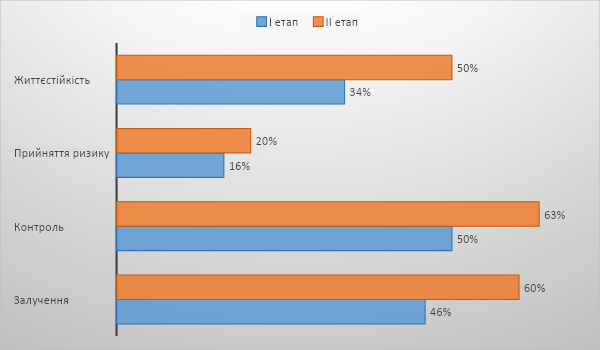 І етап ІІ етап
Життєстійкість
50%
34%
Прийняття ризику
20%
16%
Контроль
63%
50%
Залучення
60%
46%